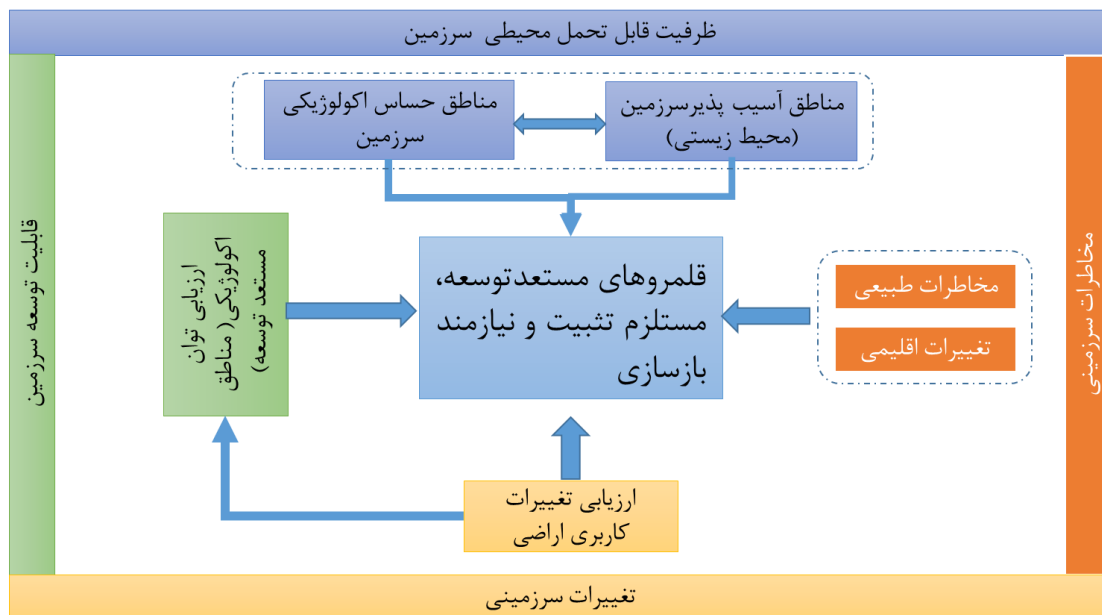 ظرفیت قابل تحمل محیطی سرزمین
مناطق آسیب پذیرسرزمین
(محیط زیستی)
مناطق حساس اکولوژیکی
سرزمین
مخاطرات سرزمینی
مخاطرات طبیعی
تغییرات اقلیمی
قلمروهای مستعدتوسعه،
مستلزم تثبیت و نیازمند
بازسازی
ارزیابی توان
اکولوژیکی( مناطق
مستعد توسعه)
قابلیت توسعه سرزمین
ارزیابی تغییرات
کاربری اراضی
تغییرات سرزمینی